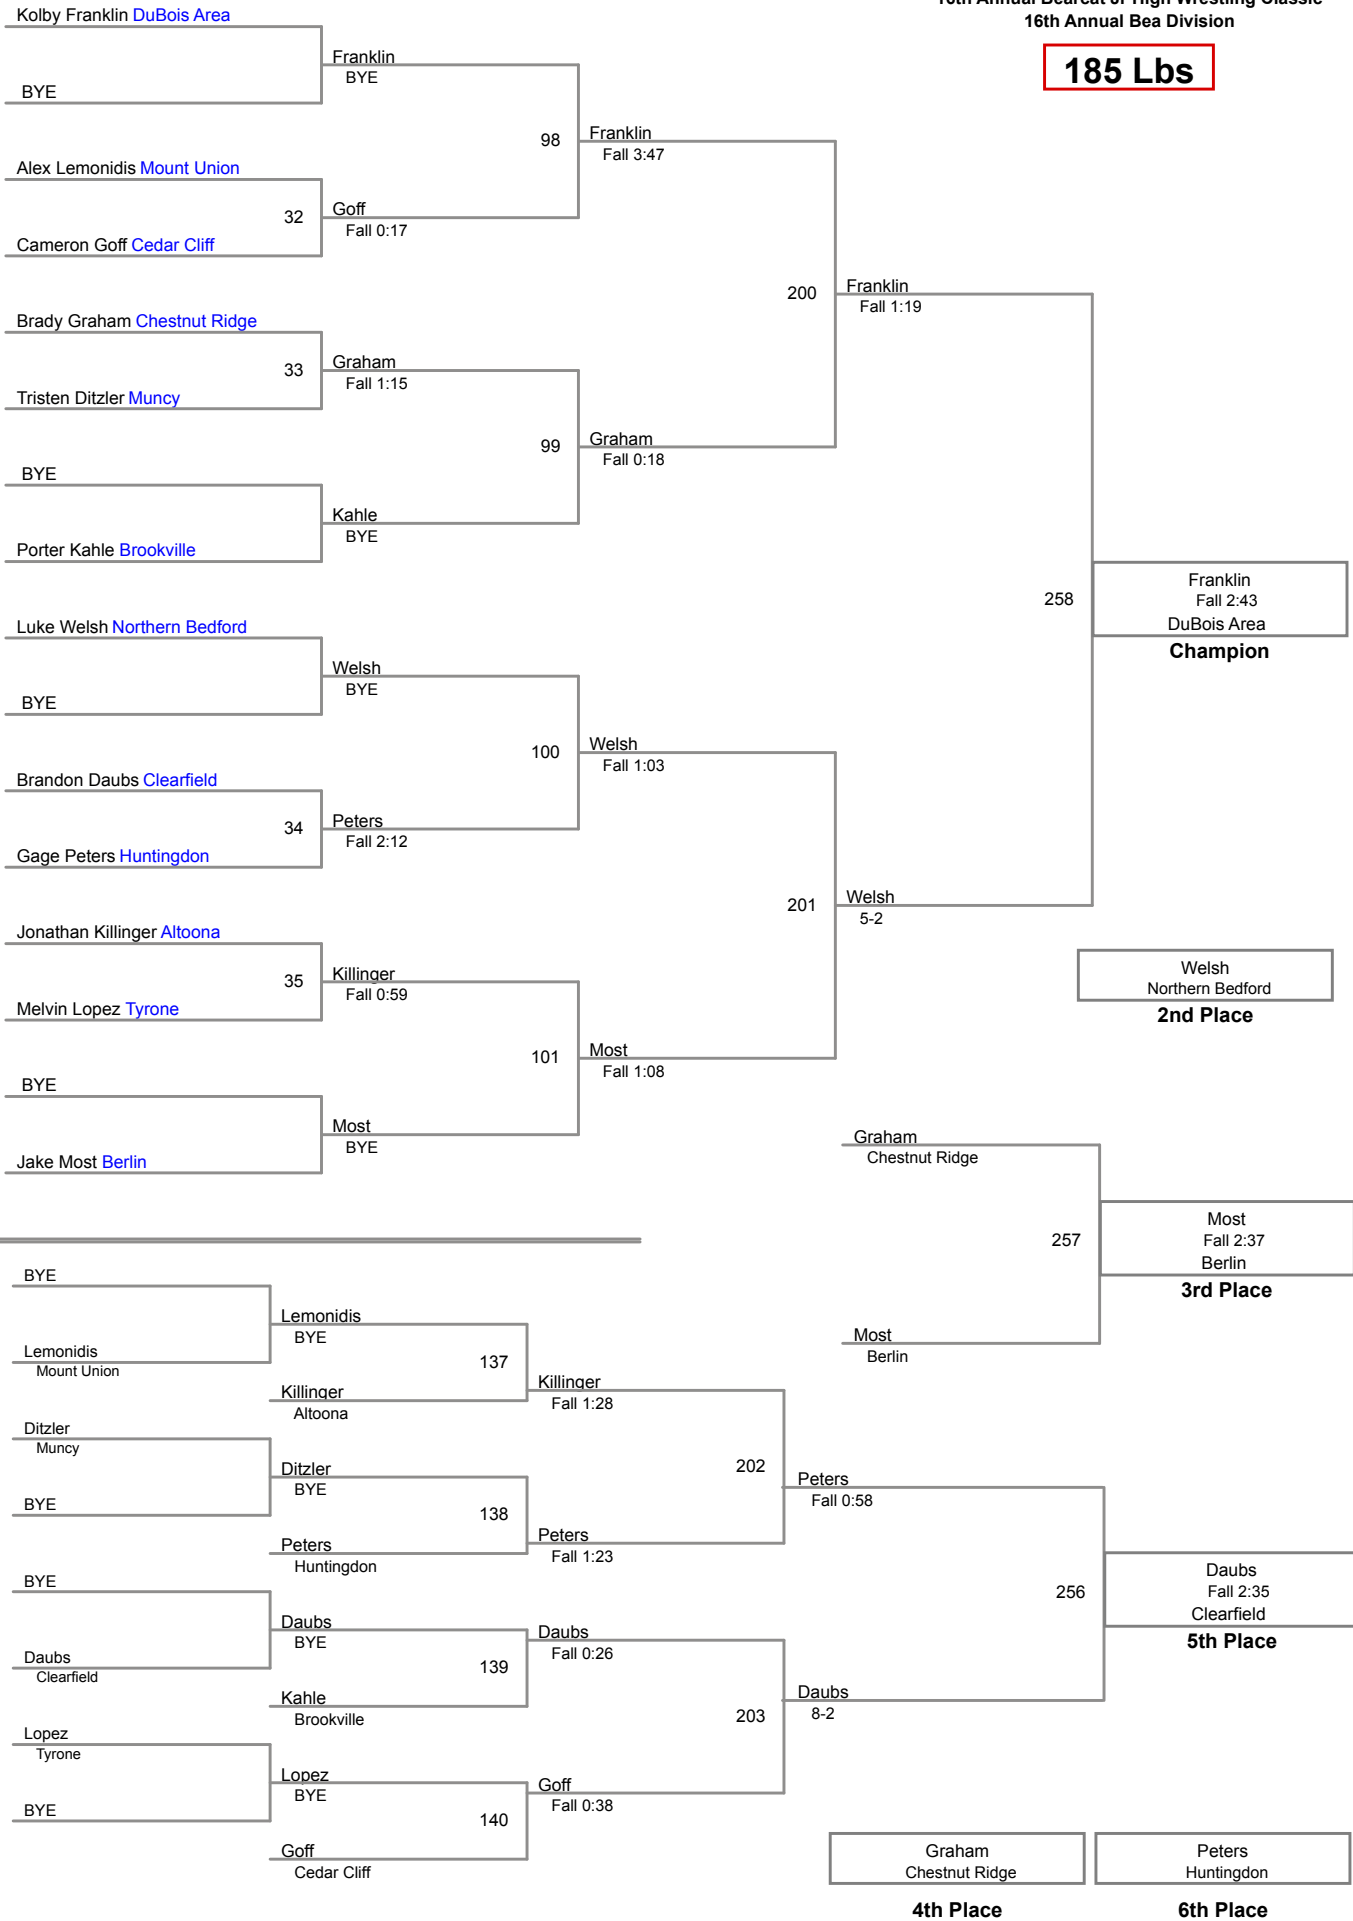 16th Annual Bearcat Jr High Wrestling Classic
16th Annual Bea Division
185 Lbs
Kolby Franklin DuBois Area
BYE
Franklin
BYE
Alex Lemonidis Mount Union
32
Cameron Goff Cedar Cliff
Goff
Fall 0:17
98
Franklin
Fall 3:47
Brady Graham Chestnut Ridge
33
Tristen Ditzler Muncy
Graham
Fall 1:15
BYE
Porter Kahle Brookville
Kahle
BYE
99
Graham
Fall 0:18
200
Franklin
Fall 1:19
Luke Welsh Northern Bedford
BYE
Welsh
BYE
Brandon Daubs Clearfield
34
Gage Peters Huntingdon
Peters
Fall 2:12
100
Welsh
Fall 1:03
Jonathan Killinger Altoona
35
Melvin Lopez Tyrone
Killinger
Fall 0:59
BYE
Jake Most Berlin
Most
BYE
101
Most
Fall 1:08
201
Welsh
5-2
258
Franklin
Fall 2:43
DuBois Area
Champion
Welsh
Northern Bedford
2nd Place
Graham
Chestnut Ridge
257
Most
Berlin
Most
Fall 2:37
Berlin
3rd Place
BYE
Lemonidis
Mount Union
Lemonidis
BYE
137
Killinger
Altoona
Killinger
Fall 1:28
Ditzler
Muncy
BYE
Ditzler
BYE
138
Peters
Huntingdon
Peters
Fall 1:23
202
Peters
Fall 0:58
BYE
Daubs
Clearfield
Daubs
BYE
139
Kahle
Brookville
Daubs
Fall 0:26
Lopez
Tyrone
BYE
Lopez
BYE
140
Goff
Cedar Cliff
Goff
Fall 0:38
203
Daubs
8-2
256
Daubs
Fall 2:35
Clearfield
5th Place
Graham
Chestnut Ridge
4th Place
Peters
Huntingdon
6th Place